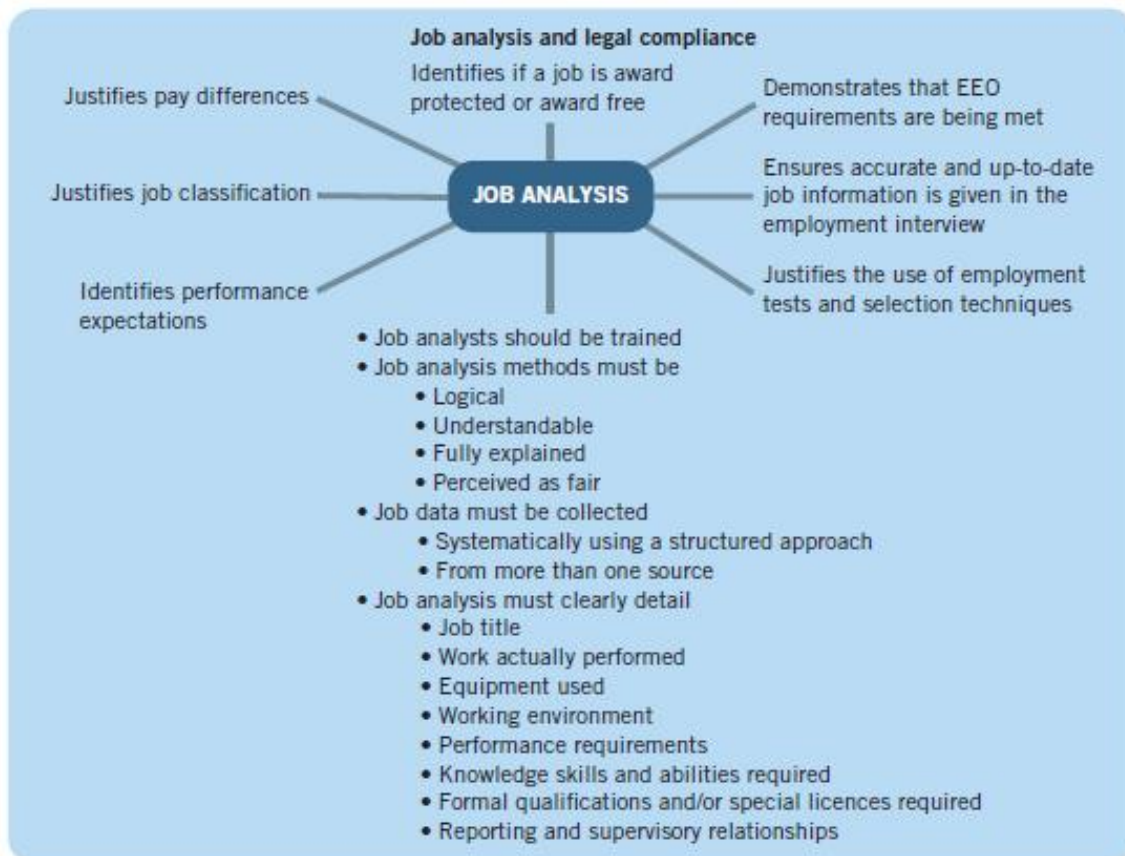 Job analysis and legal compliance
Identifies if a job is award
protected or award free
Justifies pay differences
Demonstrates that EEO
requirements are being met
Justifies job classification
JOB ANALYSIS
Ensures accurate and up-to-date
job information is given in the
employment interview
Identifies performance
expectations
Justifies the use of employment
tests and selection techniques
• Job analysts should be trained
• Job analysis methods must be
• Logical
• Understandable
• Fully explained
• Perceived as fair
• Job data must be collected
• Systematically using a structured approach
• From more than one source
• Job analysis must clearly detail
• Job title
• Work actually performed
• Equipment used
• Working environment
• Performance requirements
• Knowledge skills and abilities required
• Formal qualifications and/or special licences required
• Reporting and supervisory relationships